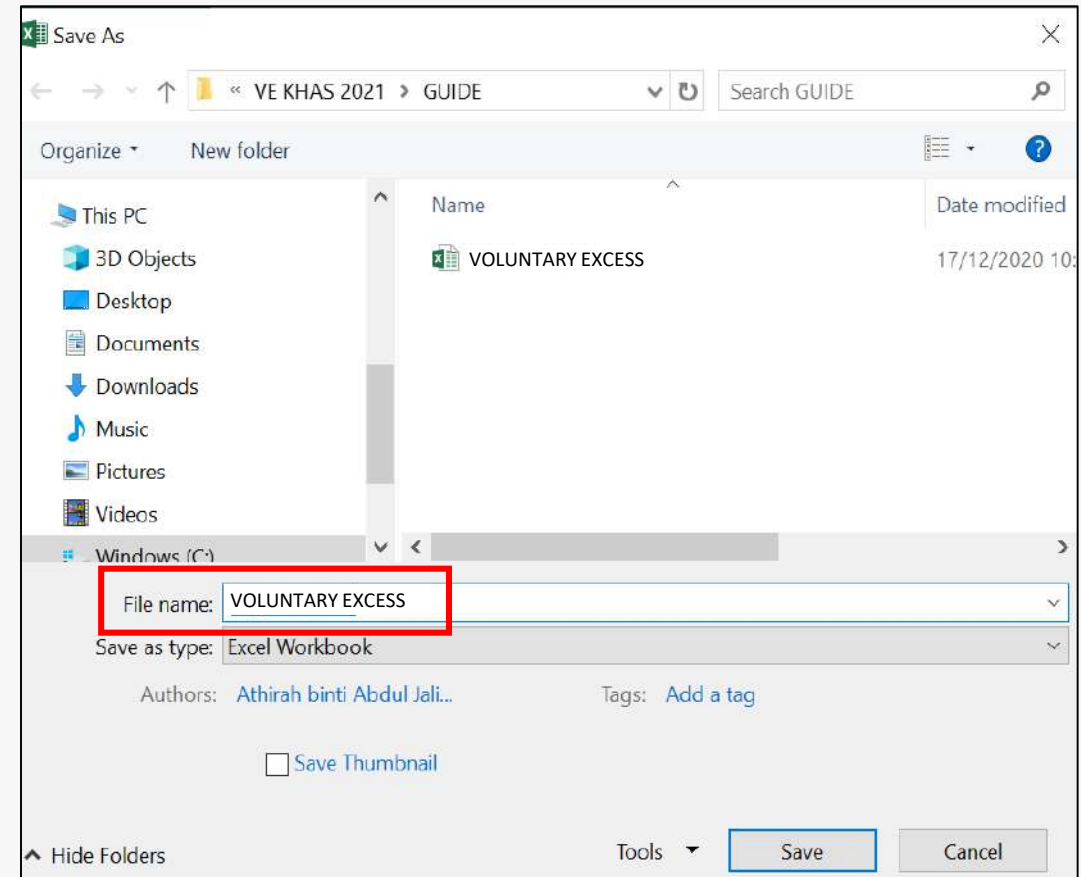 Save As
« VE KHAS 2021 > GUIDE
Search GUIDE
Organize
New folder
This PC
3D Objects
Desktop
Documents
Downloads
Music
Pictures
Videos
Windows (C:)
Name
Date modified
VOLUNTARY EXCESS
17/12/2020 10:
File name: VOLUNTARY EXCESS
Save as type: Excel Workbook
Authors: Athirah binti Abdul Jali...
Tags: Add a tag
Save Thumbnail
Hide Folders
Tools
Save
Cancel